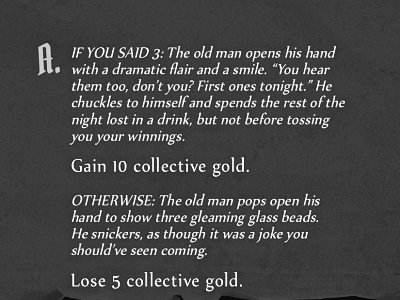 A. IF YOU SAID 3: The old man opens his hand
with a dramatic flair and a smile. “You hear
them too, don't you? First ones tonight.” He
chuckles to himself and spends the rest of the
night lost in a drink, but not before tossing
you your winnings.
Gain 10 collective gold.
OTHERWISE: The old man pops open his
hand to show three gleaming glass beads.
He snickers, as though it was a joke you
should've seen coming.
Lose 5 collective gold.